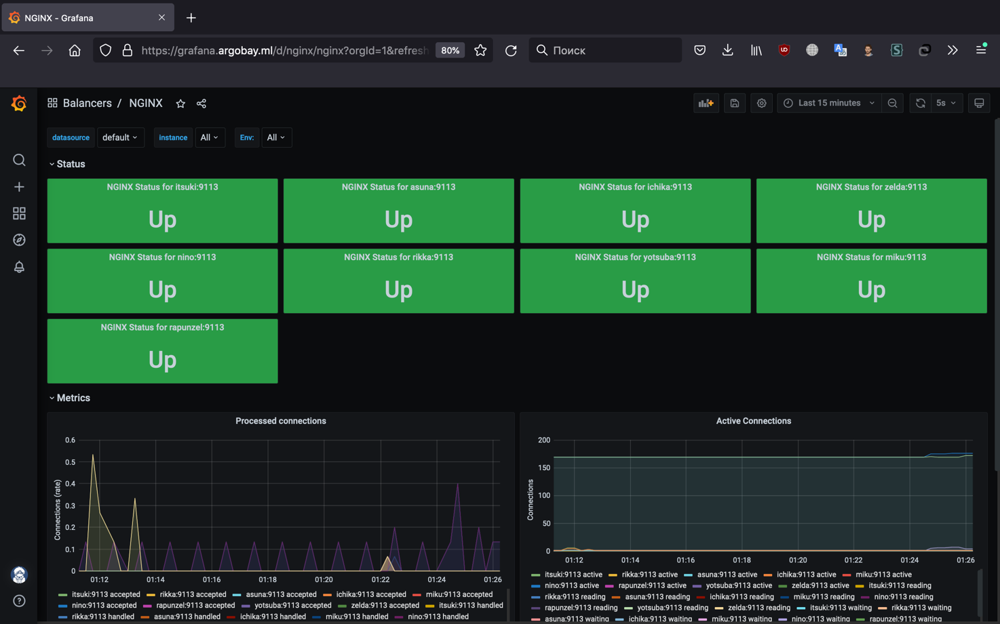 NGINX - Grafana
https://grafana.argobay.ml/d/nginx/nginx?orgId=1&refresh
80%
Поиск
Balancers / NGINX
Last 15 minutes
5s
datasource default instance All Env: All
Status
NGINX Status for itsuki:9113
Up
NGINX Status for asuna:9113
Up
NGINX Status for ichika:9113
Up
NGINX Status for zelda:9113
Up
NGINX Status for nino:9113
Up
NGINX Status for rikka:9113
Up
NGINX Status for yotsuba:9113
Up
NGINX Status for miku:9113
Up
NGINX Status for rapunzel:9113
Up
Metrics
Processed connections
Connections (rate)
0.6
0.5
0.4
0.3
0.2
0.1
0
01:12 01:14 01:16 01:18 01:20 01:22 01:24 01:26
itsuki:9113 accepted rikka:9113 accepted asuna:9113 accepted ichika:9113 accepted miku:9113 accepted
nino:9113 accepted rapunzel:9113 accepted yotsuba:9113 accepted zelda:9113 accepted itsuki:9113 handled
rikka:9113 handled asuna:9113 handled ichika:9113 handled miku:9113 handled nino:9113 handled
Active Connections
Connections
200
150
100
50
0
01:12 01:14 01:16 01:18 01:20 01:22 01:24 01:26
itsuki:9113 active rikka:9113 active asuna:9113 active ichika:9113 active miku:9113 active
nino:9113 active rapunzel:9113 active yotsuba:9113 active zelda:9113 active itsuki:9113 reading
rikka:9113 reading asuna:9113 reading ichika:9113 reading miku:9113 reading nino:9113 reading
rapunzel:9113 reading yotsuba:9113 reading zelda:9113 reading itsuki:9113 waiting rikka:9113 waiting
asuna:9113 waiting ichika:9113 waiting miku:9113 waiting nino:9113 waiting rapunzel:9113 waiting